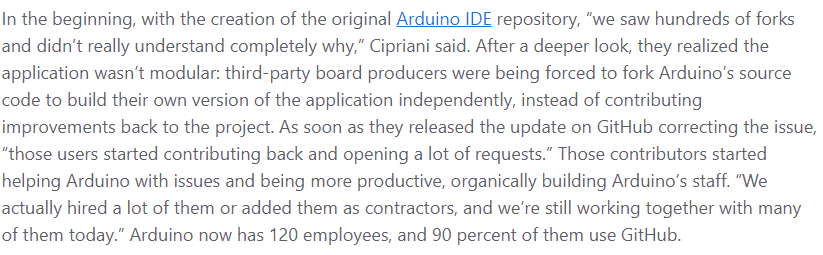 In the beginning, with the creation of the original Arduino IDE repository, “we saw hundreds of forks
and didn’t really understand completely why,” Cipriani said. After a deeper look, they realized the
application wasn’t modular: third-party board producers were being forced to fork Arduino’s source
code to build their own version of the application independently, instead of contributing
improvements back to the project. As soon as they released the update on GitHub correcting the issue,
“those users started contributing back and opening a lot of requests.” Those contributors started
helping Arduino with issues and being more productive, organically building Arduino’s staff. “We
actually hired a lot of them or added them as contractors, and we’re still working together with many
of them today.” Arduino now has 120 employees, and 90 percent of them use GitHub.